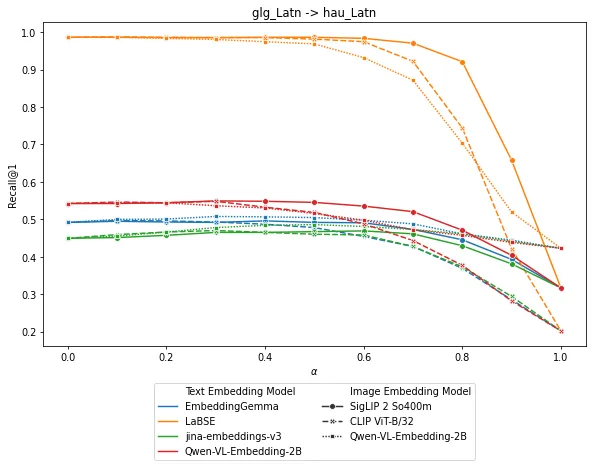 glg_Latn -> hau_Latn
Recall@1
1.0
0.9
0.8
0.7
0.6
0.5
0.4
0.3
0.2
0.0 0.2 0.4 0.6 0.8 1.0
α
Text Embedding Model
EmbeddingGemma
LaBSE
jina-embeddings-v3
Qwen-VL-Embedding-2B
Image Embedding Model
SigLIP 2 So400m
CLIP ViT-B/32
Qwen-VL-Embedding-2B